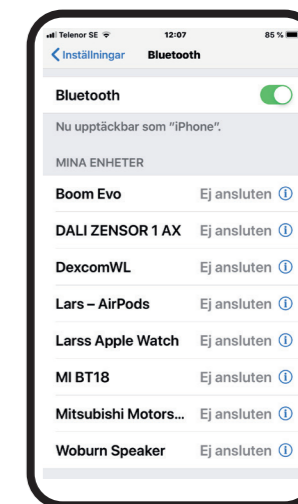 Telenor SE 12:07 85 %
Inställningar Bluetooth
Bluetooth
Nu upptäckbar som ”iPhone”.
MINA ENHETER
Boom Evo Ej ansluten
DALI ZENSOR 1 AX Ej ansluten
DexcomWL Ej ansluten
Lars – AirPods Ej ansluten
Larss Apple Watch Ej ansluten
MI BT18 Ej ansluten
Mitsubishi Motors... Ej ansluten
Woburn Speaker Ej ansluten